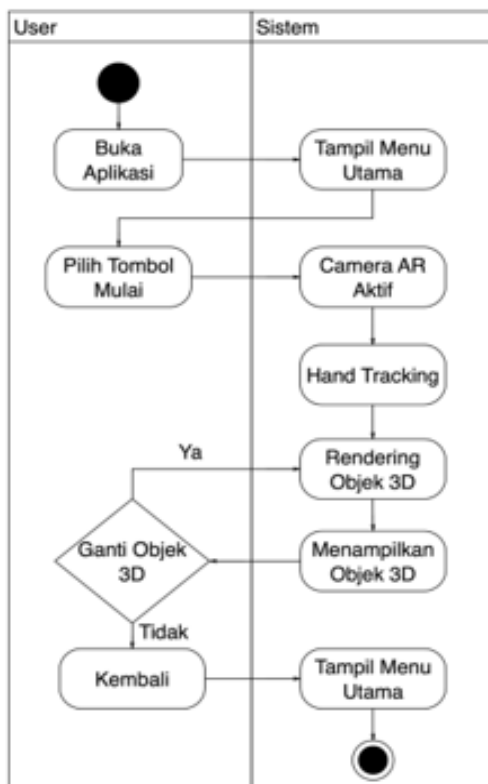 User
Sistem
Buka
Aplikasi
Tampil Menu
Utama
Pilih Tombol
Mulai
Camera AR
Aktif
Hand Tracking
Ya
Rendering
Objek 3D
Ganti Objek
3D
Menampilkan
Objek 3D
Tidak
Kembali
Tampil Menu
Utama